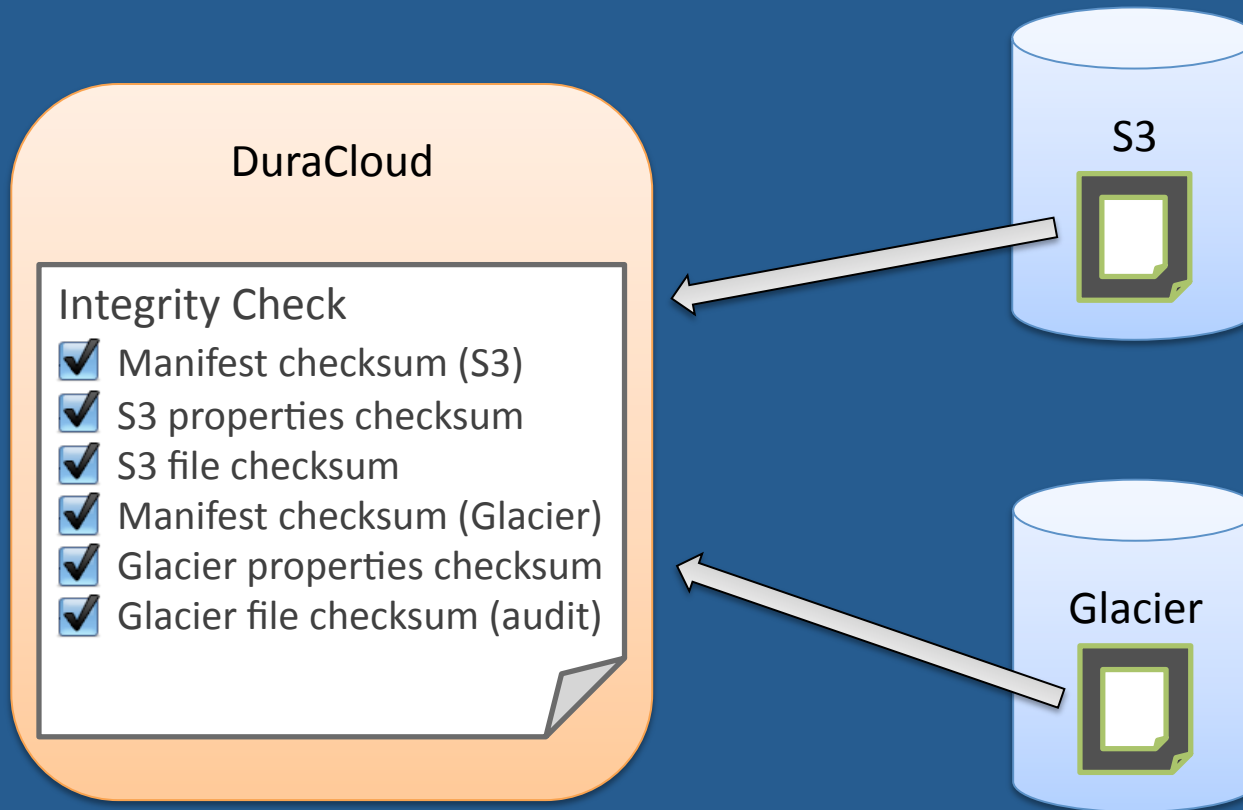 DuraCloud
Integrity Check
Manifest checksum (S3)
S3 properties checksum
S3 file checksum
Manifest checksum (Glacier)
Glacier properties checksum
Glacier file checksum (audit)
S3
Glacier